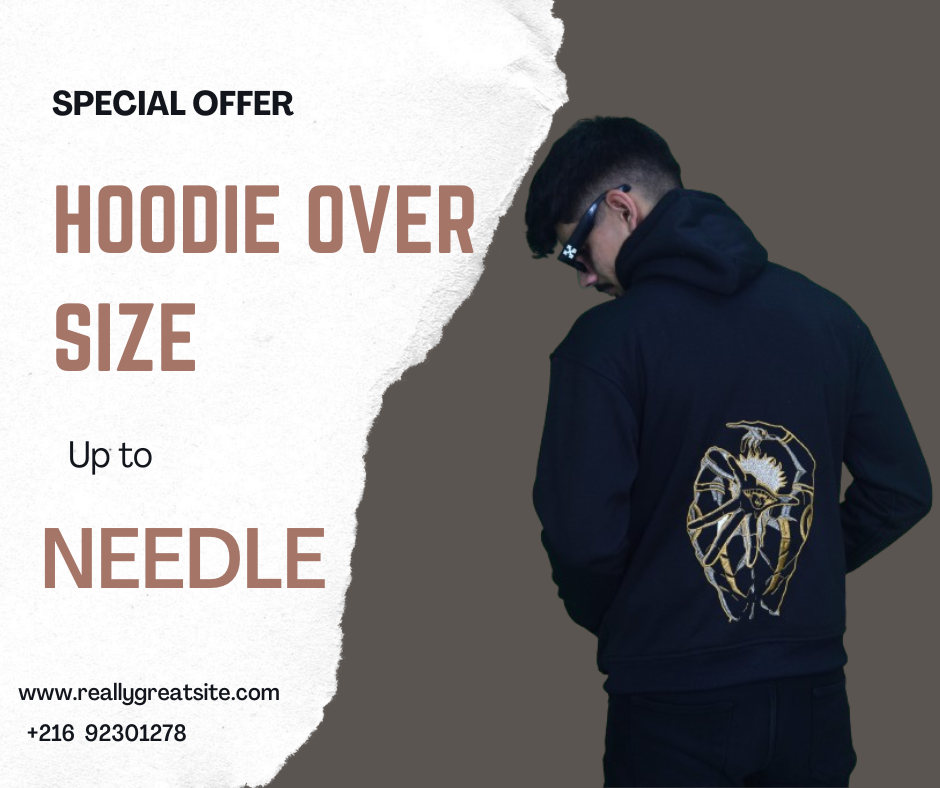 SPECIAL OFFER
HOODIE OVER
SIZE
Up to
NEEDLE
www.reallygreatsite.com
+216 92301278